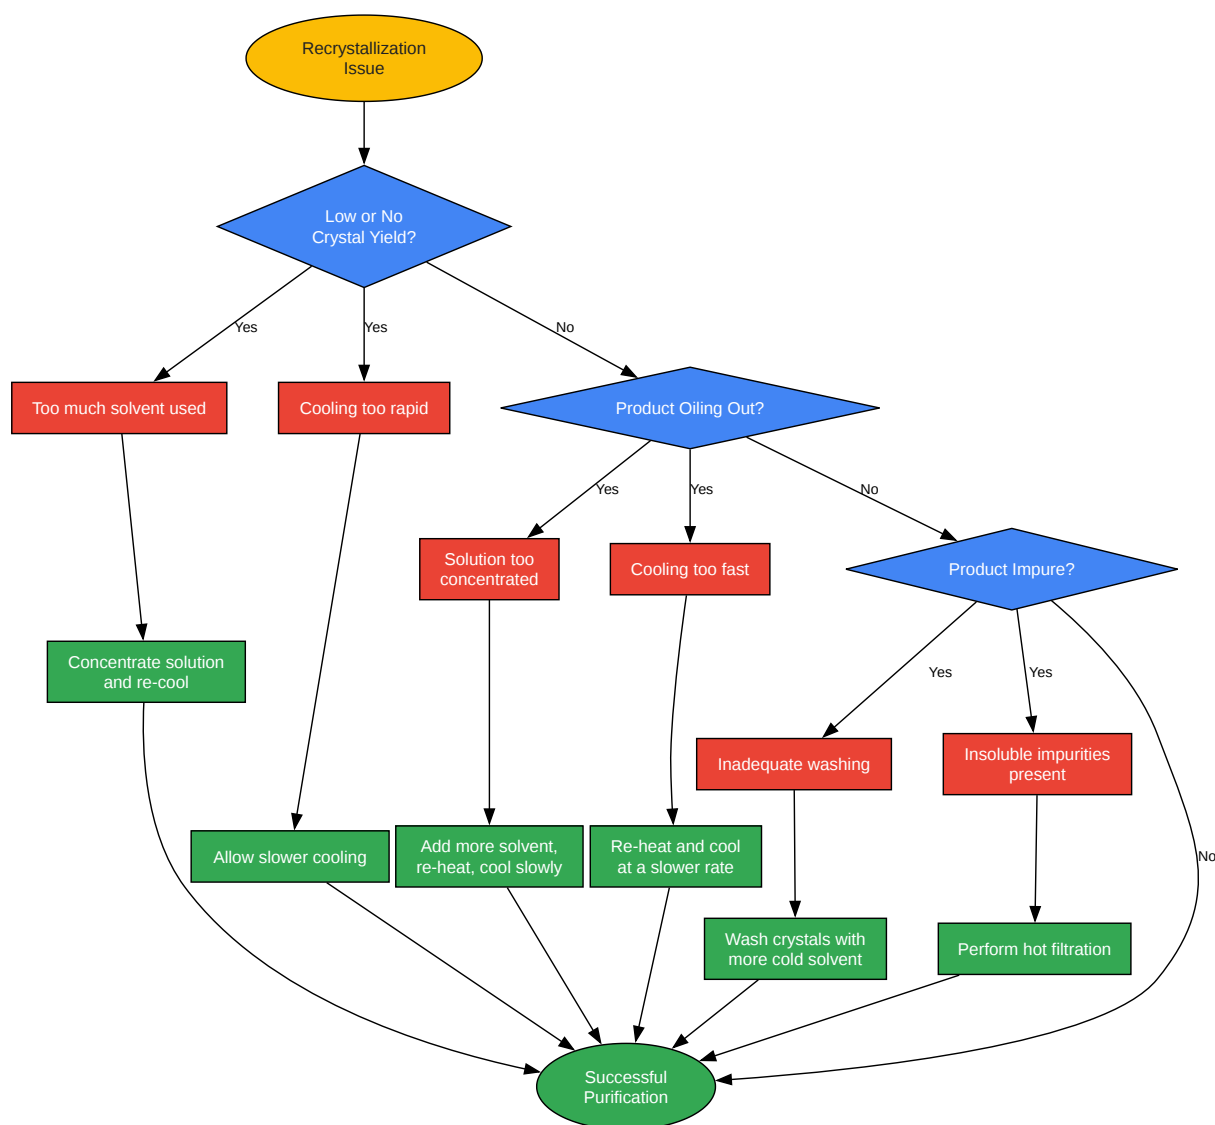 Recrystallization
Issue
Low or No
Crystal Yield?
Yes
Yes
No
Too much solvent used
Cooling too rapid
Product Oiling Out?
Yes
Yes
No
Solution too
concentrated
Cooling too fast
Product Impure?
Concentrate solution
and re-cool
Yes
Yes
Inadequate washing
Insoluble impurities
present
Allow slower cooling
Add more solvent,
re-heat, cool slowly
Re-heat and cool
at a slower rate
No
Wash crystals with
more cold solvent
Perform hot filtration
Successful
Purification